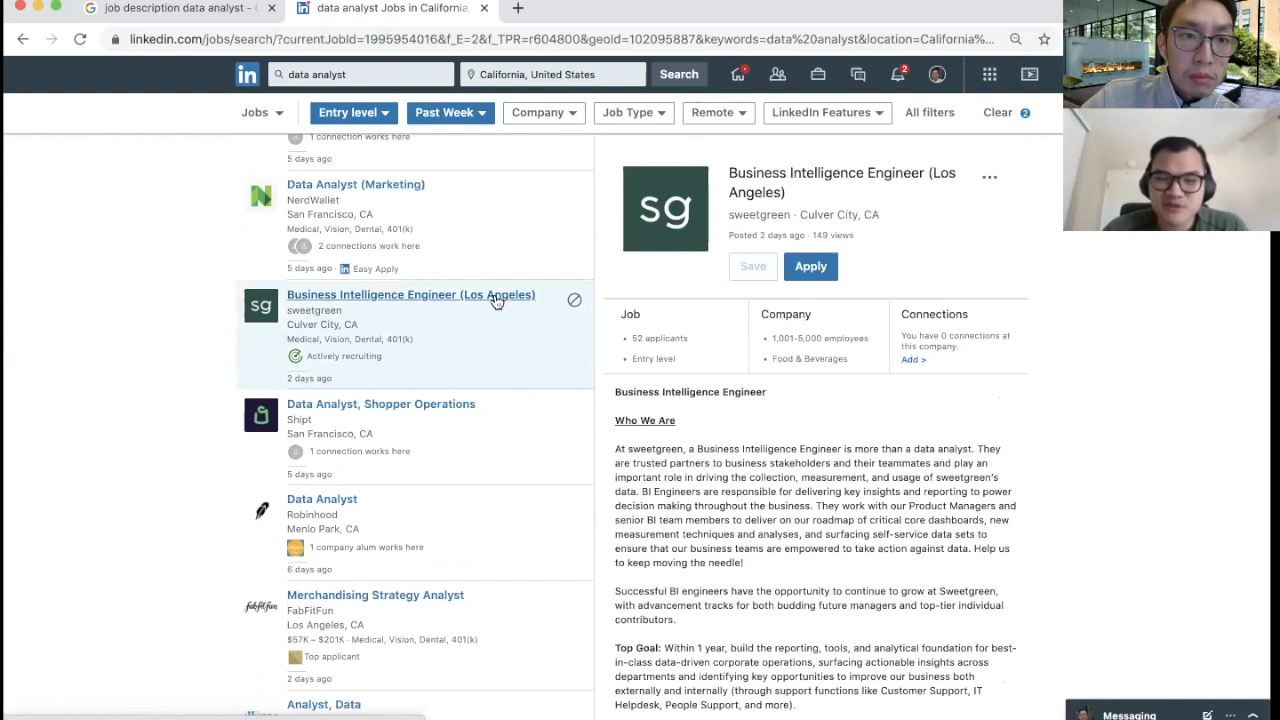 job description data analyst -
data analyst Jobs in California,
linkedin.com/jobs/search/?currentJobId=1995954016&f_E=2&f_TPR=r604800&geoId=102095887&keywords=data%20analyst&location=California%...
in
data analyst
California, United States
Search
2
Jobs
Entry level
Past Week
Company
Job Type
Remote
LinkedIn Features
All filters
Clear 2
1 connection works here
5 days ago
Data Analyst (Marketing)
NerdWallet
San Francisco, CA
Medical, Vision, Dental, 401(k)
2 connections work here
5 days ago · in Easy Apply
sg
Business Intelligence Engineer (Los Angeles)
sweetgreen
Culver City, CA
Medical, Vision, Dental, 401(k)
Actively recruiting
2 days ago
Data Analyst, Shopper Operations
Shipt
San Francisco, CA
1 connection works here
5 days ago
Data Analyst
Robinhood
Menlo Park, CA
1 company alum works here
6 days ago
fabfitfun
Merchandising Strategy Analyst
FabFitFun
Los Angeles, CA
$57K – $201K · Medical, Vision, Dental, 401(k)
Top applicant
2 days ago
Analyst, Data
sg
Business Intelligence Engineer (Los
Angeles)
...
sweetgreen · Culver City, CA
Posted 2 days ago · 149 views
Save
Apply
Job
• 52 applicants
• Entry level
Company
• 1,001-5,000 employees
• Food & Beverages
Connections
You have 0 connections at
this company.
Add >
Business Intelligence Engineer
Who We Are
At sweetgreen, a Business Intelligence Engineer is more than a data analyst. They
are trusted partners to business stakeholders and their teammates and play an
important role in driving the collection, measurement, and usage of sweetgreen's
data. BI Engineers are responsible for delivering key insights and reporting to power
decision making throughout the business. They work with our Product Managers and
senior BI team members to deliver on our roadmap of critical core dashboards, new
measurement techniques and analyses, and surfacing self-service data sets to
ensure that our business teams are empowered to take action against data. Help us
to keep moving the needle!
Successful BI engineers have the opportunity to continue to grow at Sweetgreen,
with advancement tracks for both budding future managers and top-tier individual
contributors.
Top Goal: Within 1 year, build the reporting, tools, and analytical foundation for best-
in-class data-driven corporate operations, surfacing actionable insights across
departments and identifying key opportunities to improve our business both
externally and internally (through support functions like Customer Support, IT
Helpdesk, People Support, and more).
Messaging